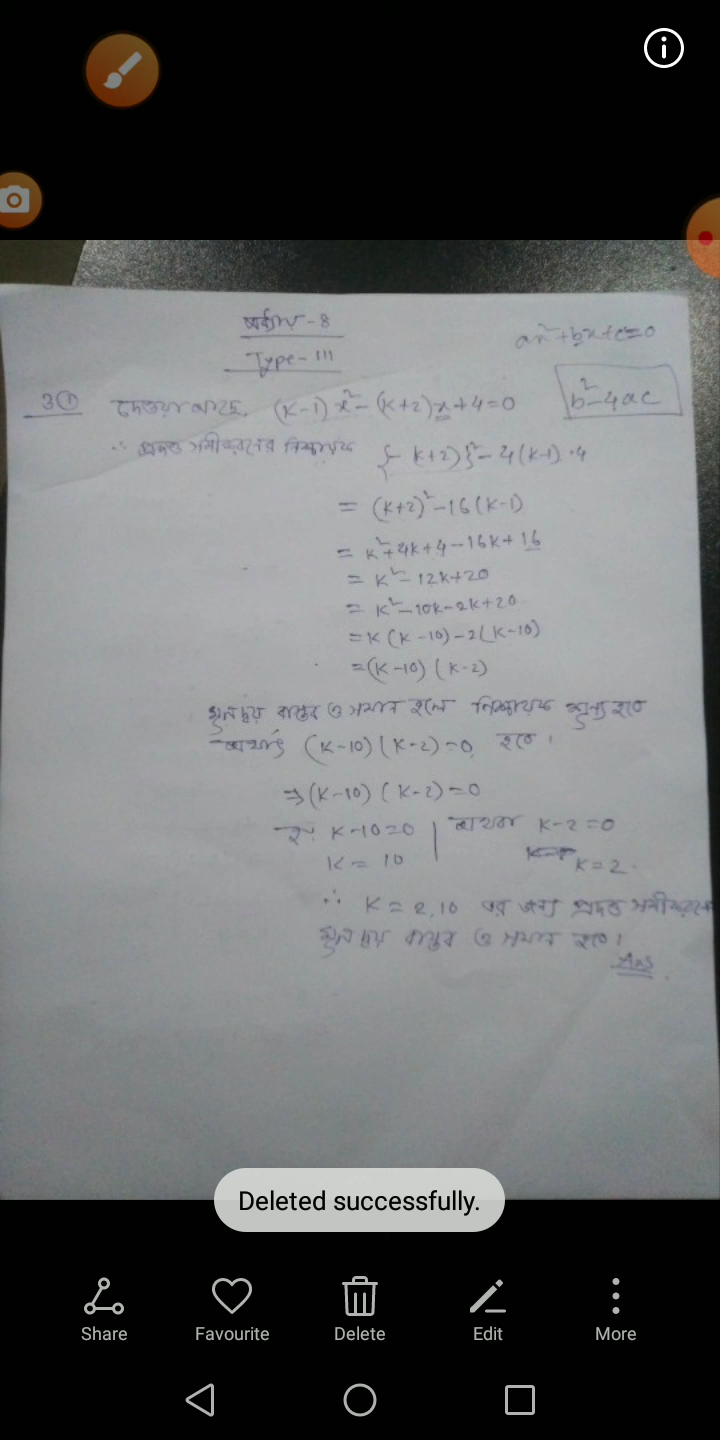 অধ্যায় - 8
Type - III
ax²+bx+c=0
b²-4ac
3① দেওয়া আছে, (K-1)x²-(K+2)x+4=0
∴ প্রদত্ত সমীকরণের নিশ্চায়ক {-K+2)}²-4(K-1)·4
= (K+2)²-16(K-1)
= K²+4K+4-16K+16
= K²-12K+20
= K²-10K-2K+20
=K(K-10)-2(K-10)
=(K-10)(K-2)
মূলদ্বয় বাস্তব ও সমান হলে নিশ্চায়ক শূন্য হবে
অর্থাৎ (K-10)(K-2)=0 হবে।
⇒(K-10)(K-2)=0
হয় K-10=0 | অথবা K-2=0
K = 10 K=2
∴ K = 2,10 এর জন্য প্রদত্ত সমীকরণের
মূলদ্বয় বাস্তব ও সমান হবে।
Ans
Deleted successfully.
Share Favourite Delete Edit More